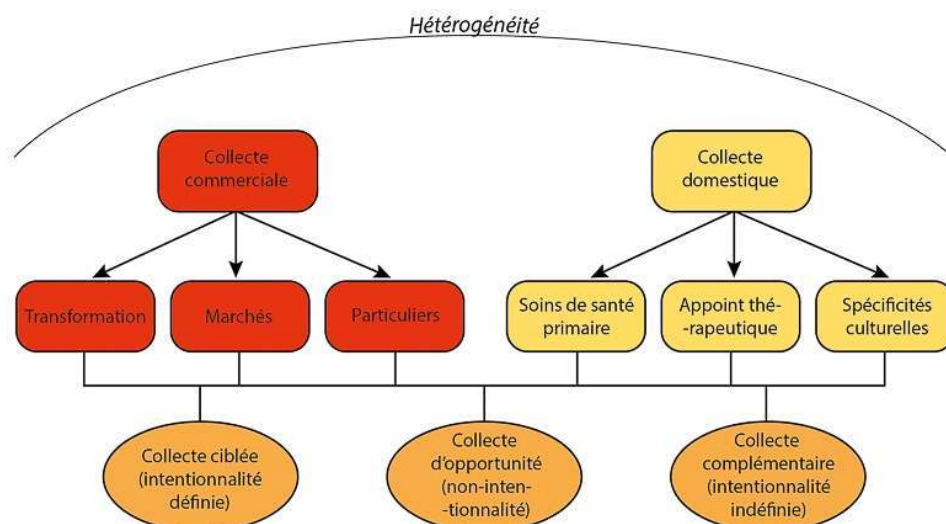 Hétérogénéité
Collecte
commerciale
Collecte
domestique
Transformation
Marchés
Particuliers
Soins de santé
primaire
Appoint thé-
-rapeutique
Spécificités
culturelles
Collecte ciblée
(intentionnalité
définie)
Collecte
d'opportunité
(non-inten-
-tionnalité)
Collecte
complémentaire
(intentionnalité
indéfinie)